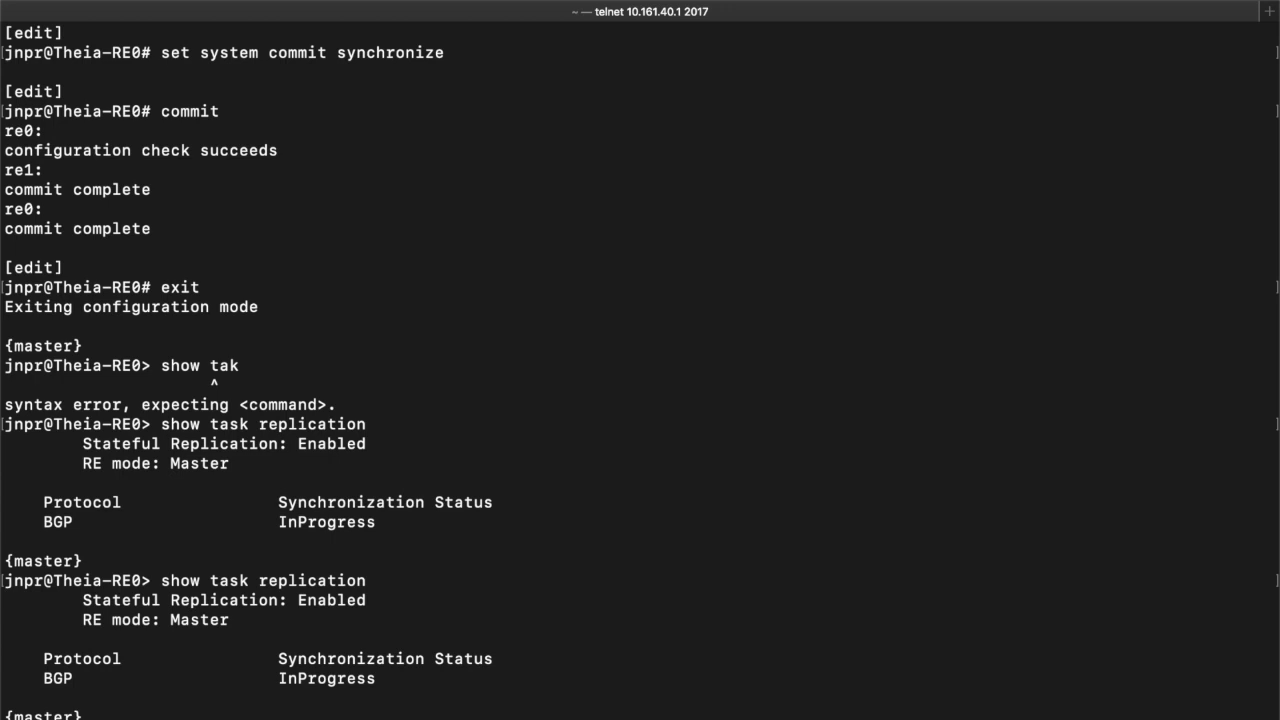 ~ — telnet 10.161.40.1 2017
[edit]
jnpr@Theia-RE0# set system commit synchronize
[edit]
jnpr@Theia-RE0# commit
re0:
configuration check succeeds
re1:
commit complete
re0:
commit complete
[edit]
jnpr@Theia-RE0# exit
Exiting configuration mode
{master}
jnpr@Theia-RE0> show tak
^
syntax error, expecting <command>.
jnpr@Theia-RE0> show task replication
Stateful Replication: Enabled
RE mode: Master
Protocol Synchronization Status
BGP InProgress
{master}
jnpr@Theia-RE0> show task replication
Stateful Replication: Enabled
RE mode: Master
Protocol Synchronization Status
BGP InProgress
{master}